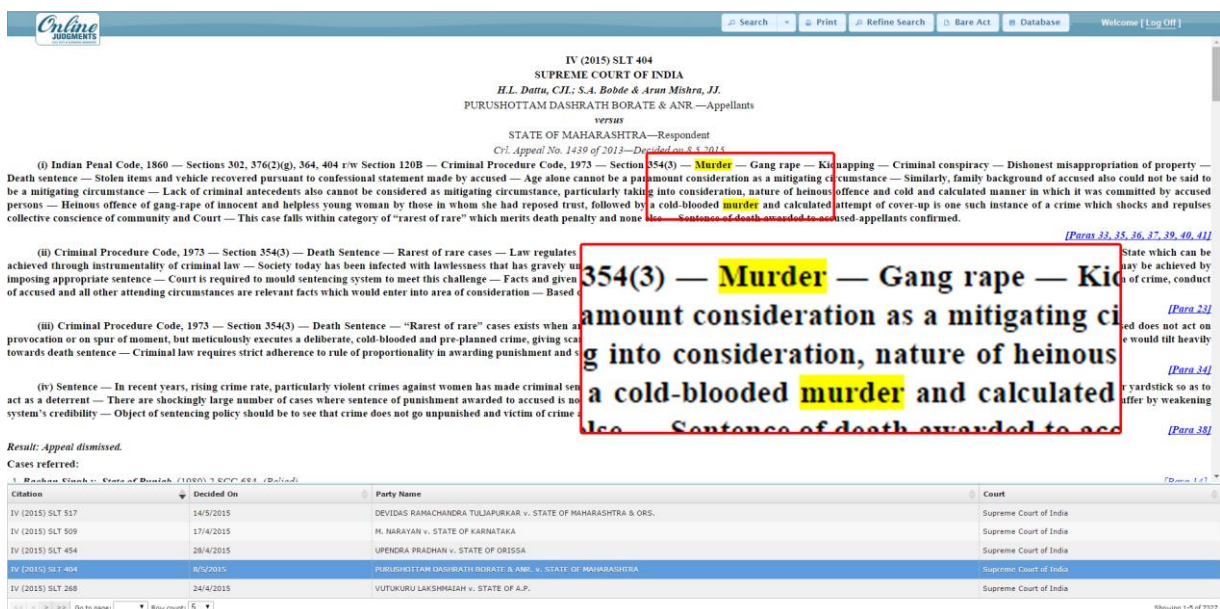 Online
JUDGMENTS
Search
Print
Refine Search
Bare Act
Database
Welcome [ Log Off ]
IV (2015) SLT 404
SUPREME COURT OF INDIA
H.L. Dattu, CJI.; S.A. Bobde & Arun Mishra, JJ.
PURUSHOTTAM DASHRATH BORATE & ANR.—Appellants
versus
STATE OF MAHARASHTRA—Respondent
Crl. Appeal No. 1439 of 2013—Decided on 8.5.2015
(i) Indian Penal Code, 1860 — Sections 302, 376(2)(g), 364, 404 r/w Section 120B — Criminal Procedure Code, 1973 — Section 354(3) — Murder — Gang rape — Kidnapping — Criminal conspiracy — Dishonest misappropriation of property —
Death sentence — Stolen items and vehicle recovered pursuant to confessional statement made by accused — Age alone cannot be a paramount consideration as a mitigating circumstance — Similarly, family background of accused also could not be said to
be a mitigating circumstance — Lack of criminal antecedents also cannot be considered as mitigating circumstance, particularly taking into consideration, nature of heinous offence and cold and calculated manner in which it was committed by accused
persons — Heinous offence of gang-rape of innocent and helpless young woman by those in whom she had reposed trust, followed by a cold-blooded murder and calculated attempt of cover-up is one such instance of a crime which shocks and repulses
collective conscience of community and Court — This case falls within category of “rarest of rare” which merits death penalty and none else — Sentence of death awarded to accused-appellants confirmed.
[Paras 33, 35, 36, 37, 39, 40, 41]
(ii) Criminal Procedure Code, 1973 — Section 354(3) — Death Sentence — Rarest of rare cases — Law regulates State which can be
achieved through instrumentality of criminal law — Society today has been infected with lawlessness that has gravely may be achieved by
imposing appropriate sentence — Court is required to mould sentencing system to meet this challenge — Facts and given of crime, conduct
of accused and all other attending circumstances are relevant facts which would enter into area of consideration — Based
[Para 23]
(iii) Criminal Procedure Code, 1973 — Section 354(3) — Death Sentence — “Rarest of rare” cases exists when does not act on
provocation or on spur of moment, but meticulously executes a deliberate, cold-blooded and pre-planned crime, giving would tilt heavily
towards death sentence — Criminal law requires strict adherence to rule of proportionality in awarding punishment and
[Para 34]
(iv) Sentence — In recent years, rising crime rate, particularly violent crimes against women has made criminal yardstick so as to
act as a deterrent — There are shockingly large number of cases where sentence of punishment awarded to accused is by weakening
system's credibility — Object of sentencing policy should be to see that crime does not go unpunished and victim of crime
[Para 38]
354(3) — Murder — Gang rape — Kid
amount consideration as a mitigating ci
g into consideration, nature of heinous
a cold-blooded murder and calculated
else — Sentence of death awarded to acc
Result: Appeal dismissed.
Cases referred:
1. Bachan Singh v. State of Punjab, (1980) 2 SCC 684. (Relied) [Para 14]
Citation Decided On Party Name Court
IV (2015) SLT 517 14/5/2015 DEVIDAS RAMACHANDRA TULJAPURKAR v. STATE OF MAHARASHTRA & ORS. Supreme Court of India
IV (2015) SLT 509 17/4/2015 M. NARAYAN v. STATE OF KARNATAKA Supreme Court of India
IV (2015) SLT 454 28/4/2015 UPENDRA PRADHAN v. STATE OF ORISSA Supreme Court of India
IV (2015) SLT 404 8/5/2015 PURUSHOTTAM DASHRATH BORATE & ANR. v. STATE OF MAHARASHTRA Supreme Court of India
IV (2015) SLT 268 24/4/2015 VUTUKURU LAKSHMAIAH v. STATE OF A.P. Supreme Court of India
<< < > >> Go to page: Row count: 5 Showing 1-5 of